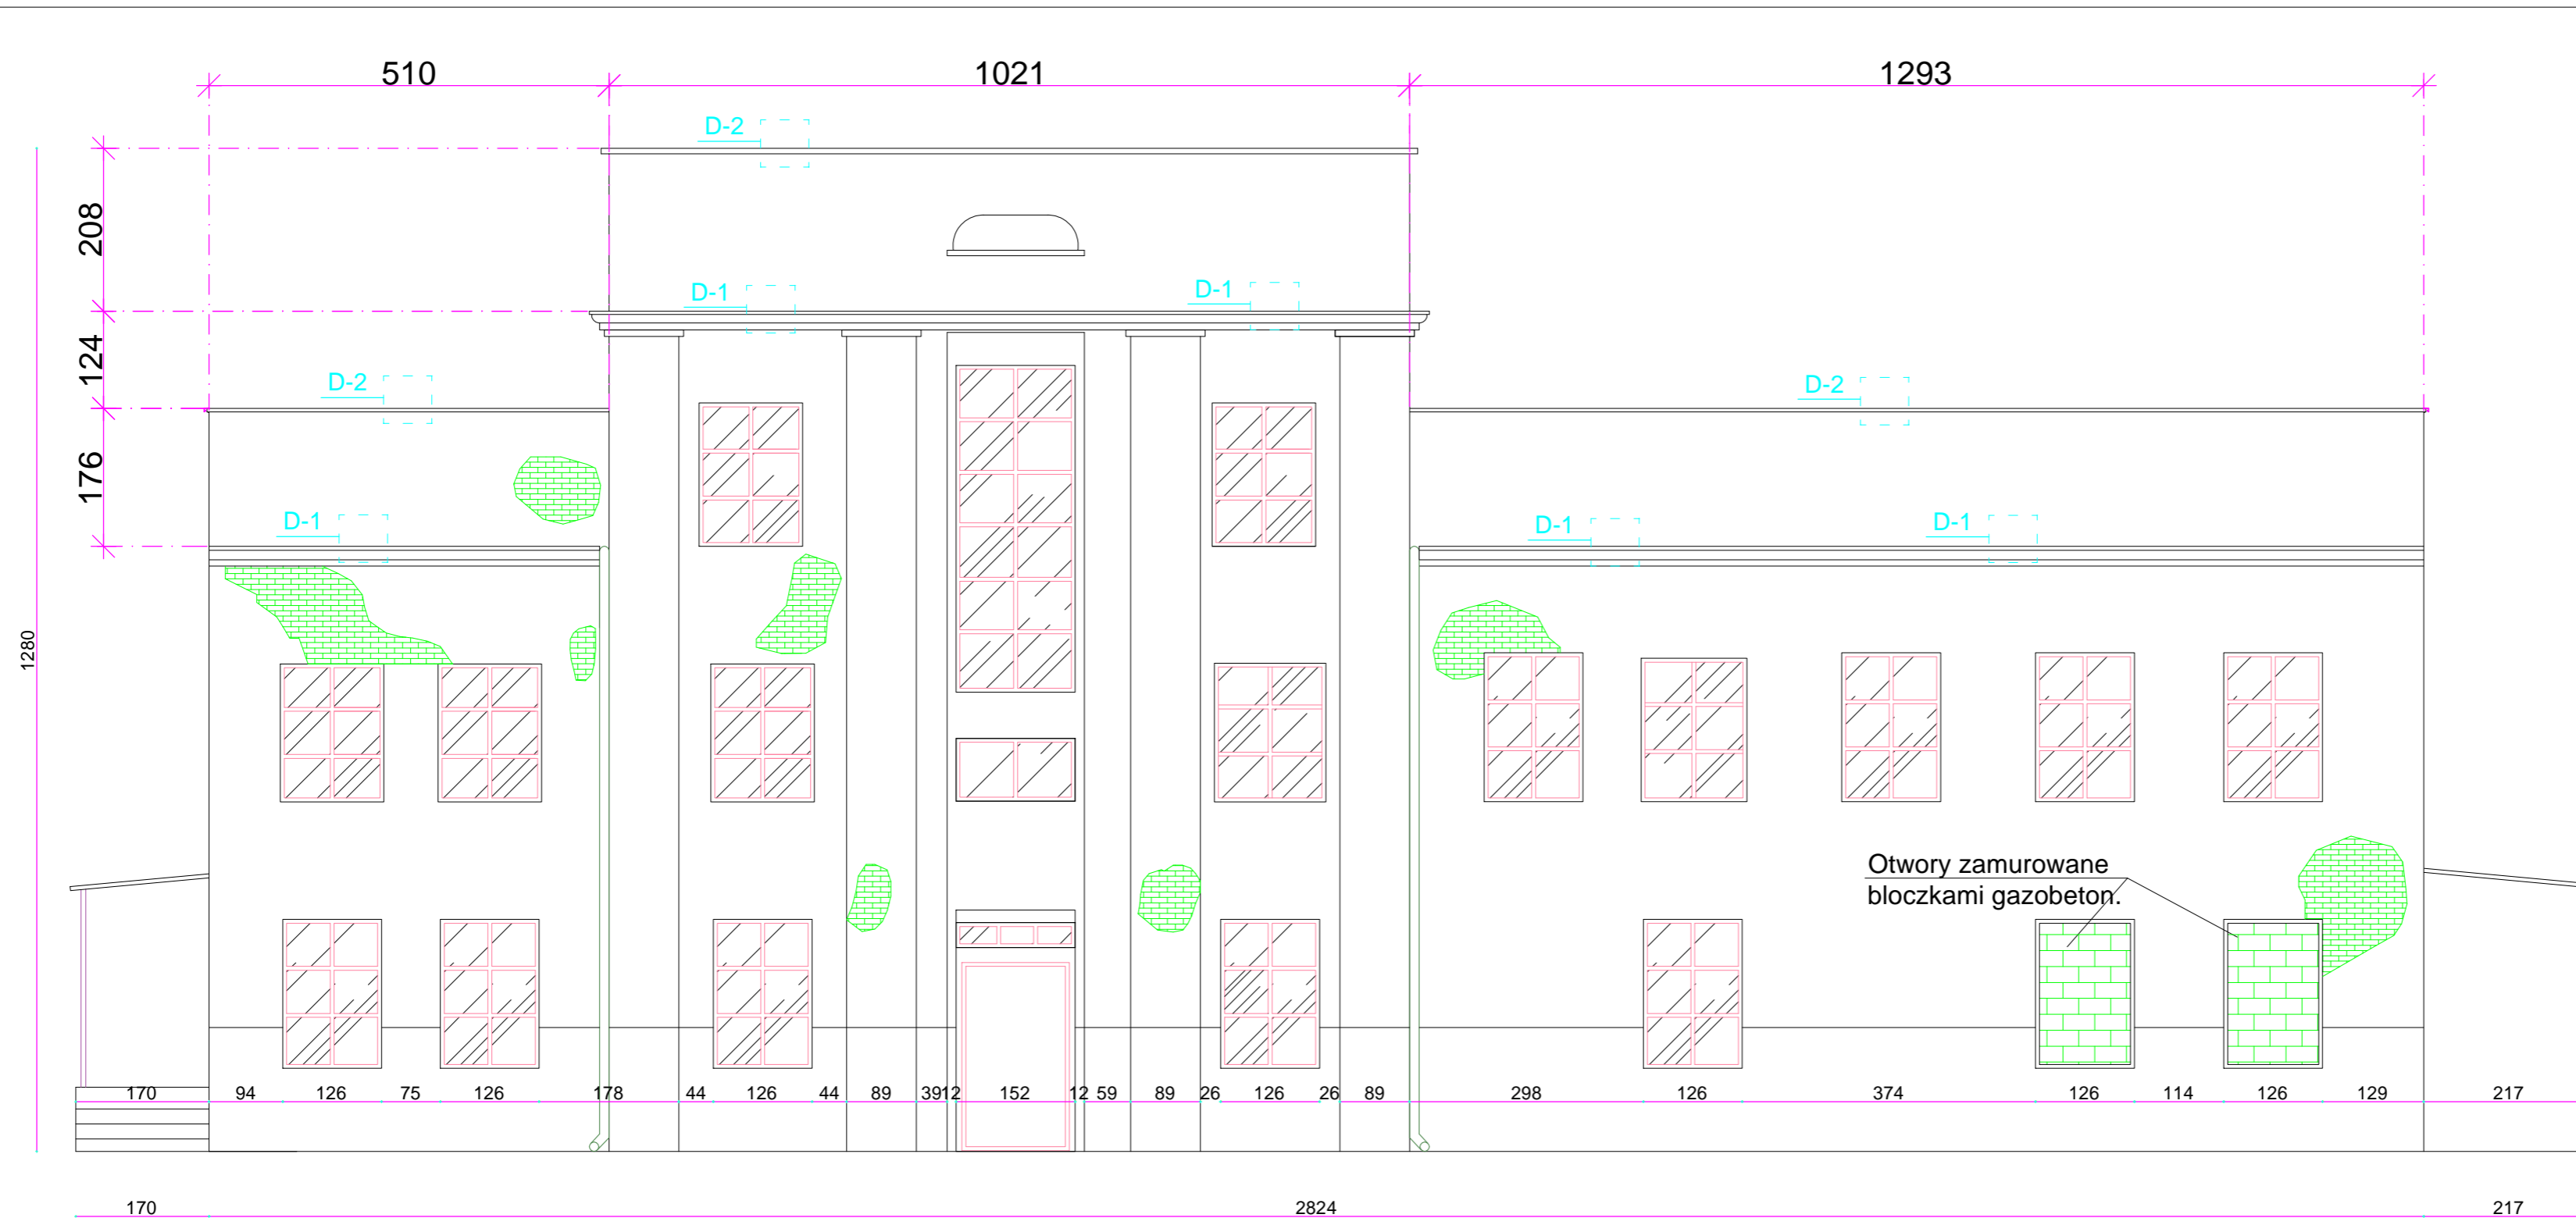 510 1021 1293
D-2
208
D-1 D-1
124
D-2 D-2
176
D-1 D-1 D-1
1280
Otwory zamurowane
bloczkami gazobeton.
170 94 126 75 126 178 44 126 44 89 39 12 152 12 59 89 26 126 26 89 298 126 374 126 114 126 129 217
170 2824 217